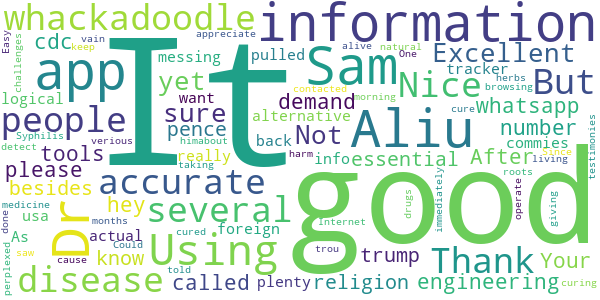 whackadoodle information
cdc messing pulled Sam Excellent
Easy vain keep appreciate alive natural One
challenges app yet want tracker herbs browsing
logical It Nice But
people sure demand whatsapp
Syphilis alternative contacted morning cure
detect tools pence Not back number
accurate Aliu After commies
please really info essential Since
besides hey several taking himabout harm living
medicine usa actual foreign Internet drugs roots
done months cured trou immediately operate testimonies
perplexed As Dr know Using good Thank Your giving
saw Could told trump
cause verious disease called plenty religion engineering curing